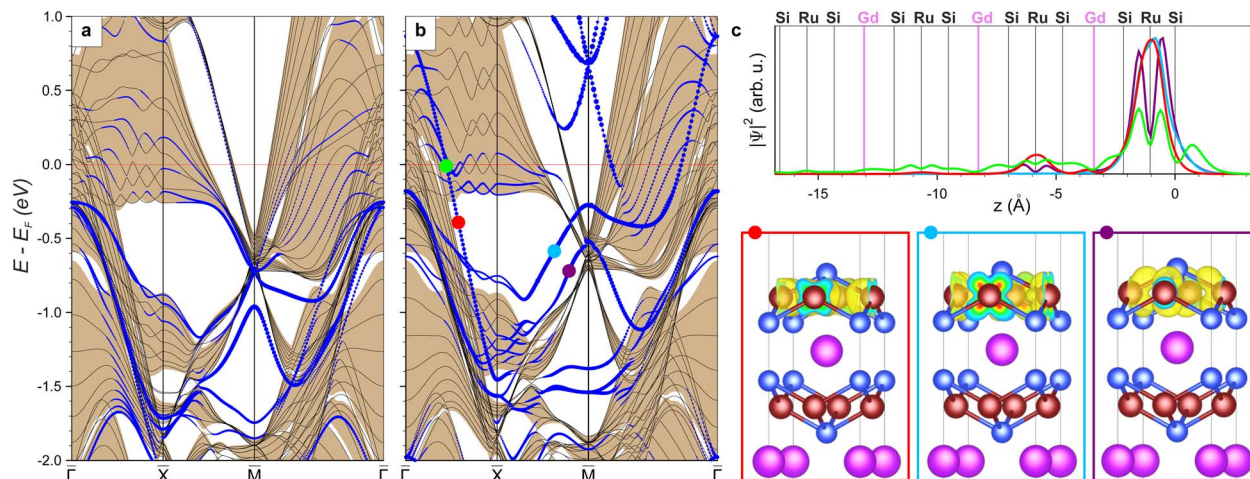 a
b
c
E - E_F (eV)
1.0
0.5
0.0
-0.5
-1.0
-1.5
-2.0
Γ̅ X̅ M̅ Γ̅
Γ̅ X̅ M̅ Γ̅
Si Ru Si Gd Si Ru Si Gd Si Ru Si Gd Si Ru Si
|Ψ|² (arb. u.)
-15 -10 -5 0
z (Å)